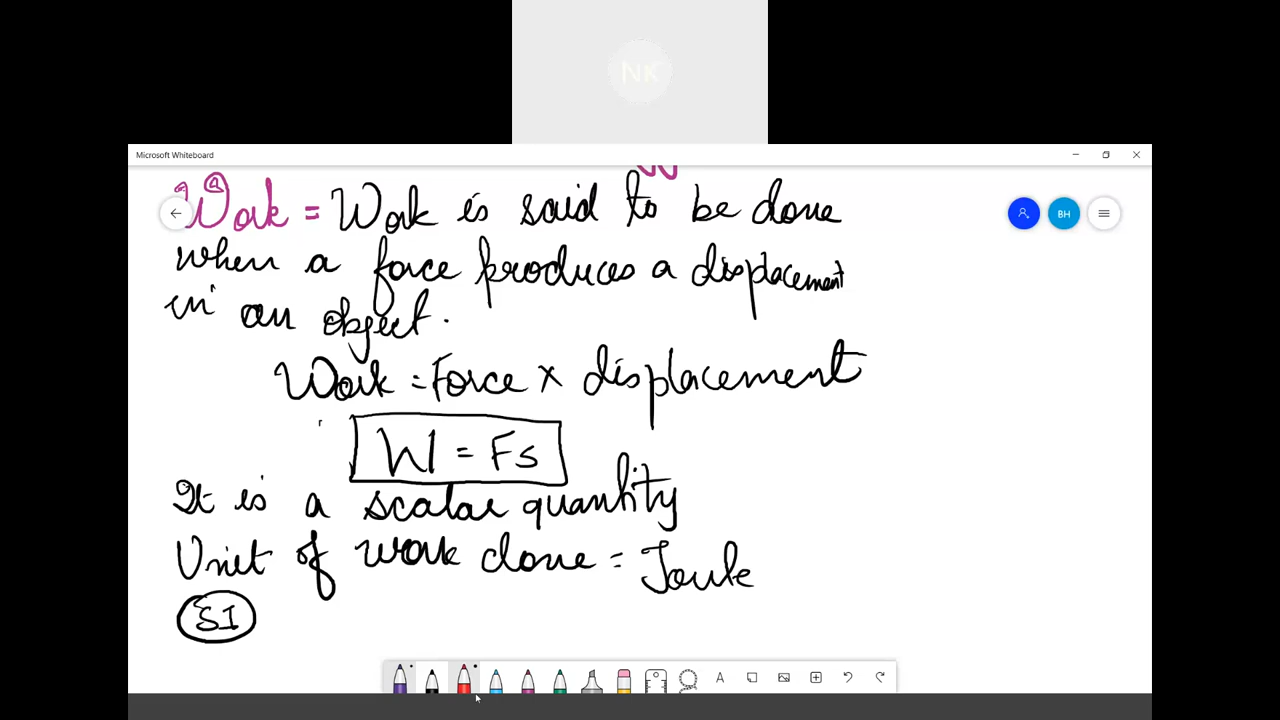 NK
Microsoft Whiteboard
Work = Work is said to be done
BH
when a force produces a displacement
in an object.
Work = Force × displacement
W = Fs
It is a scalar quantity
Unit of work done = Joule
SI
A